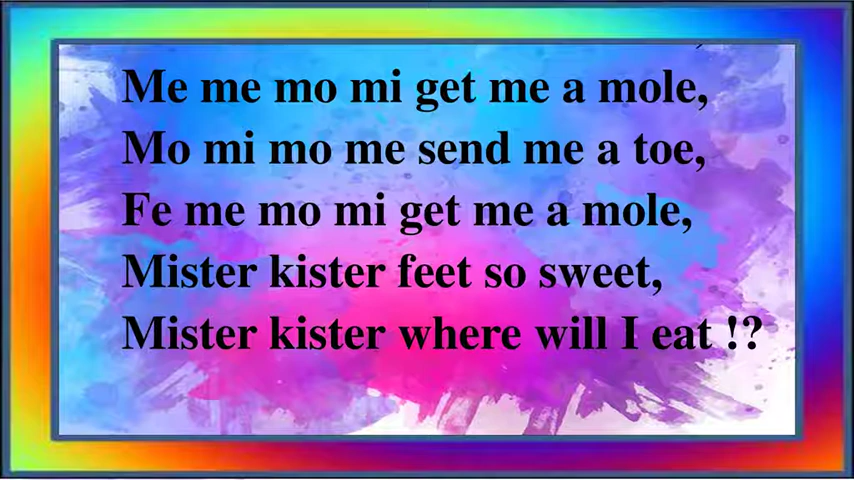 Me me mo mi get me a mole,
Mo mi mo me send me a toe,
Fe me mo mi get me a mole,
Mister kister feet so sweet,
Mister kister where will I eat !?